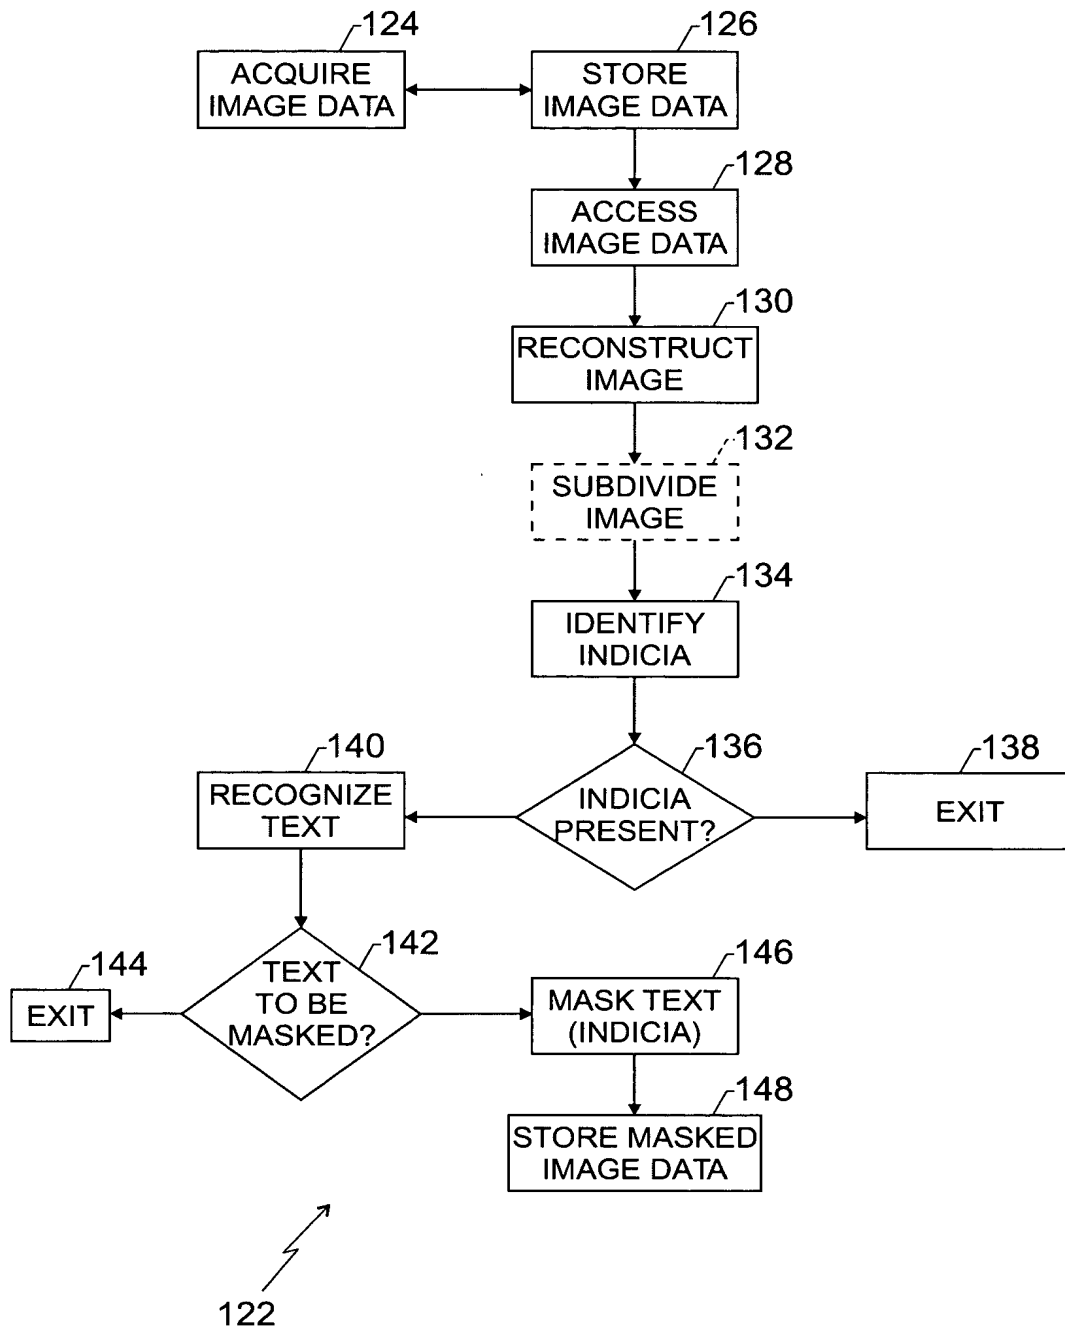 124
ACQUIRE
IMAGE DATA
126
STORE
IMAGE DATA
128
ACCESS
IMAGE DATA
130
RECONSTRUCT
IMAGE
132
SUBDIVIDE
IMAGE
134
IDENTIFY
INDICIA
136
INDICIA
PRESENT?
138
EXIT
140
RECOGNIZE
TEXT
142
TEXT
TO BE
MASKED?
144
EXIT
146
MASK TEXT
(INDICIA)
148
STORE MASKED
IMAGE DATA
122